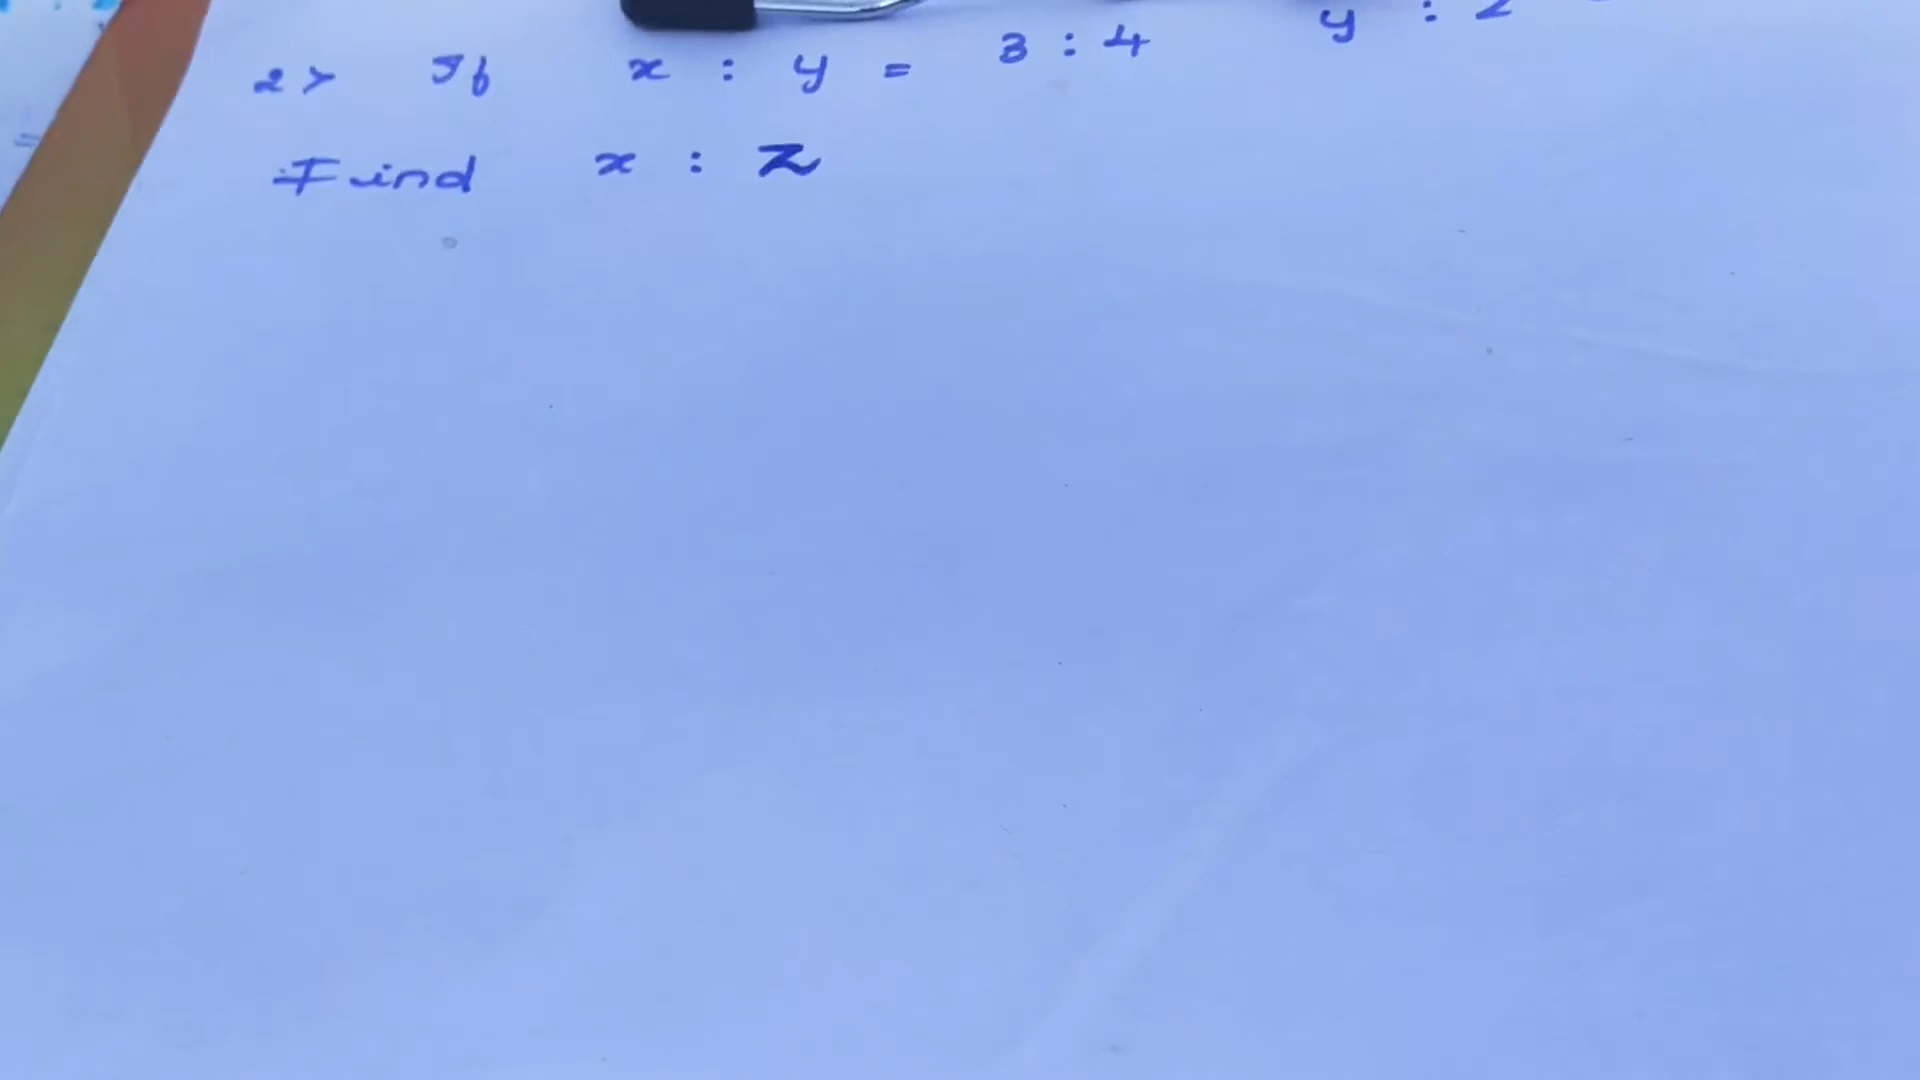 2> If x : y = 3 : 4 y : z
Find x : z